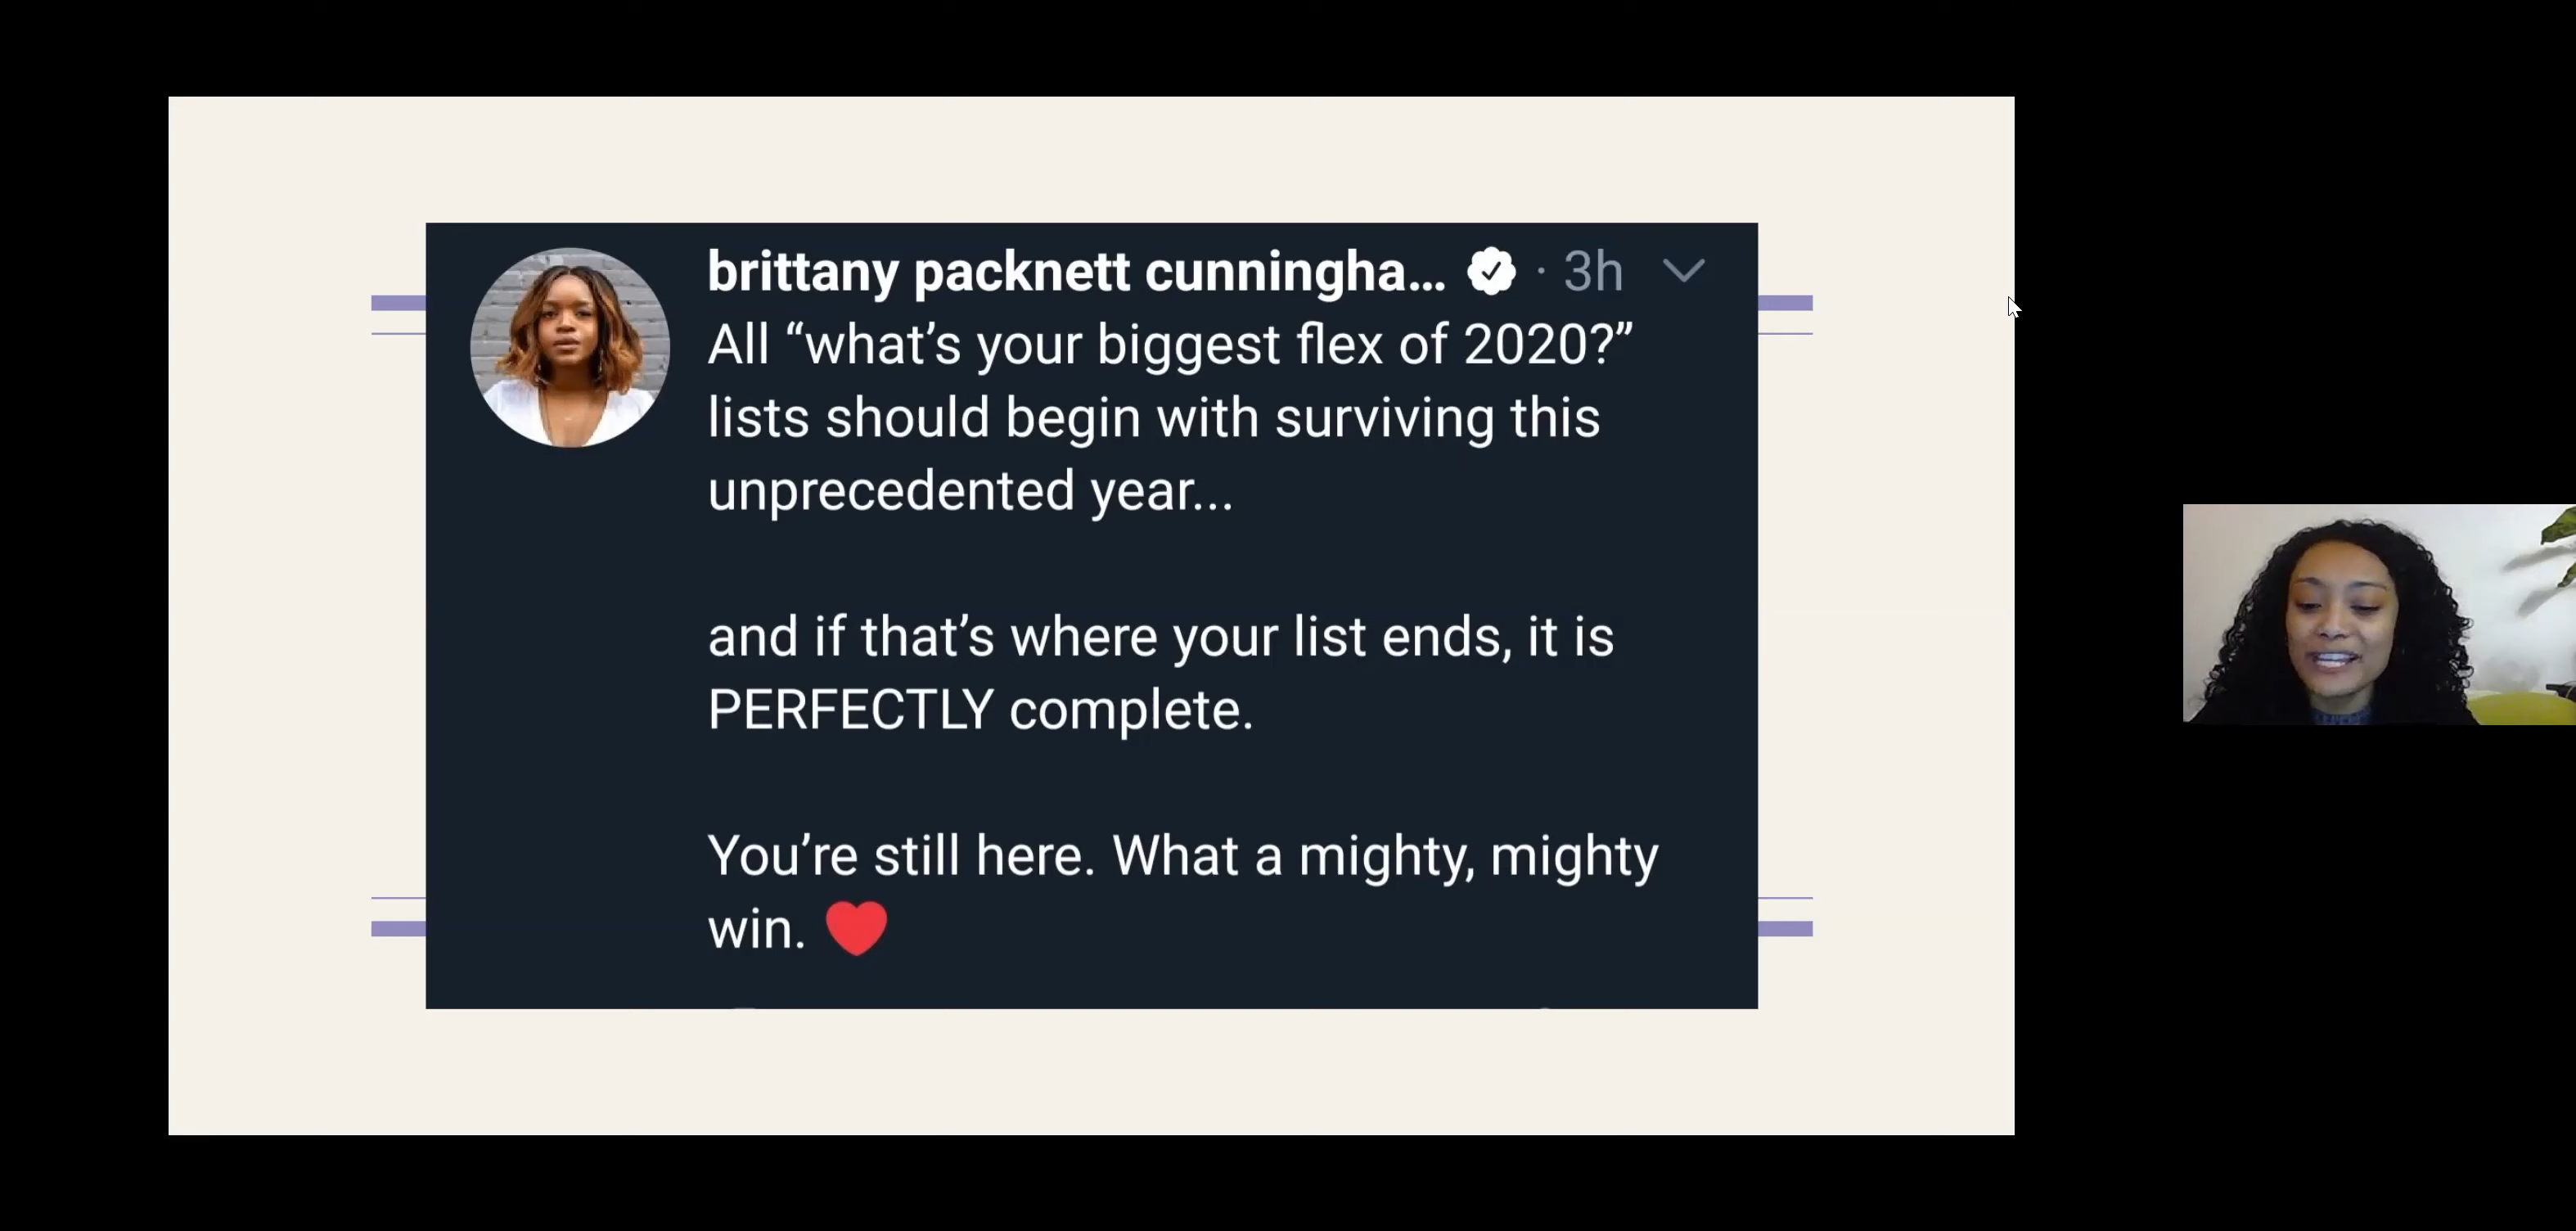 brittany packnett cunningha... · 3h
All “what’s your biggest flex of 2020?”
lists should begin with surviving this
unprecedented year...
and if that’s where your list ends, it is
PERFECTLY complete.
You’re still here. What a mighty, mighty
win. ❤️